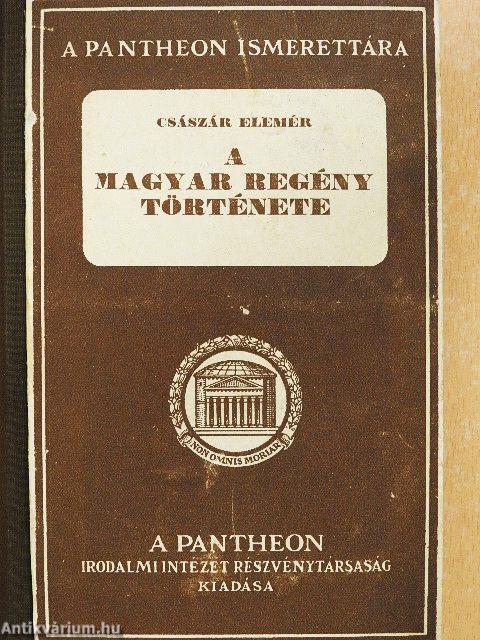 A PANTHEON ISMERETTÁRA
CSÁSZÁR ELEMÉR
A
MAGYAR REGÉNY
TÖRTÉNETE
NON OMNIS MORIAR
A PANTHEON
IRODALMI INTÉZET RÉSZVÉNYTÁRSASÁG
KIADÁSA
Antikvárium.hu